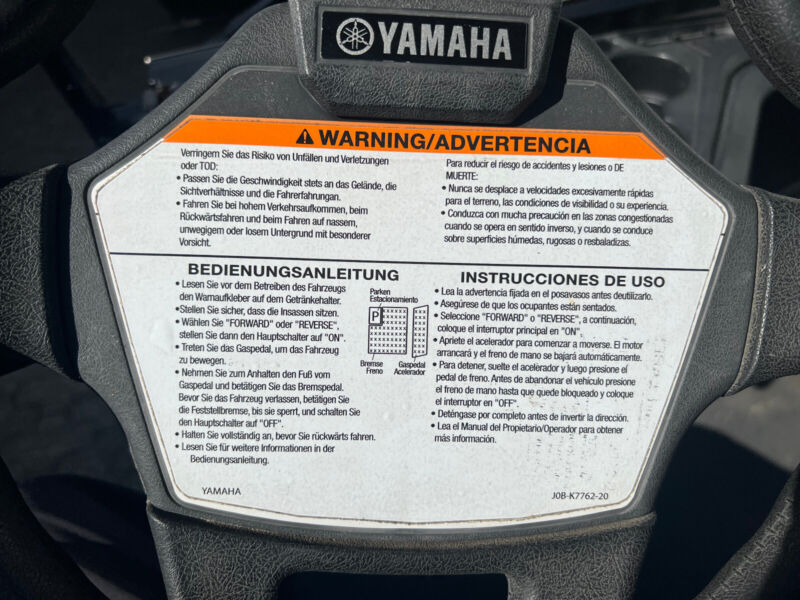 YAMAHA
WARNING/ADVERTENCIA
Verringern Sie das Risiko von Unfällen und Verletzungen
oder TOD:
• Passen Sie die Geschwindigkeit stets an das Gelände, die
Sichtverhältnisse und die Fahrerfahrung.
• Fahren Sie bei hohem Verkehrsaufkommen, beim
Rückwärtsfahren und beim Fahren auf nassem,
unwegigem oder losem Untergrund mit besonderer
Vorsicht.
Para reducir el riesgo de accidentes y lesiones o DE
MUERTE:
• Nunca se desplace a velocidades excesivamente rápidas
para el terreno, las condiciones de visibilidad o su experiencia.
• Conduzca con mucha precaución en las zonas congestionadas
cuando se opera en sentido inverso, y cuando se conduce
sobre superficies húmedas, rugosas o resbaladizas.
BEDIENUNGSANLEITUNG
• Lesen Sie vor dem Betreiben des Fahrzeugs
den Warnaufkleber auf dem Getränkehalter.
•Stellen Sie sicher, dass die Insassen sitzen.
• Wählen Sie "FORWARD" oder "REVERSE",
stellen Sie dann den Hauptschalter auf "ON".
• Treten Sie das Gaspedal, um das Fahrzeug
zu bewegen.
• Nehmen Sie zum Anhalten den Fuß vom
Gaspedal und betätigen Sie das Bremspedal.
Bevor Sie das Fahrzeug verlassen, betätigen Sie
die Feststellbremse, bis sie sperrt, und schalten Sie
den Hauptschalter auf "OFF".
• Halten Sie vollständig an, bevor Sie rückwärts fahren.
• Lesen Sie für weitere Informationen in der
Bedienungsanleitung.
Parken
Estacionamiento
P
Bremse
Freno
Gaspedal
Acelerador
INSTRUCCIONES DE USO
• Lea la advertencia fijada en el posavasos antes deutilizarlo.
• Asegúrese de que los ocupantes están sentados.
• Seleccione "FORWARD" o "REVERSE", a continuación,
coloque el interruptor principal en "ON".
• Apriete el acelerador para comenzar a moverse. El motor
arrancará y el freno de mano se bajará automáticamente.
• Para detener, suelte el acelerador y luego presione el
pedal de freno. Antes de abandonar el vehículo presione
el freno de mano hasta que quede bloqueado y coloque
el interruptor en "OFF".
• Deténgase por completo antes de invertir la dirección.
• Lea el Manual del Propietario/Operador para obtener
más información.
YAMAHA
J0B-K7762-20